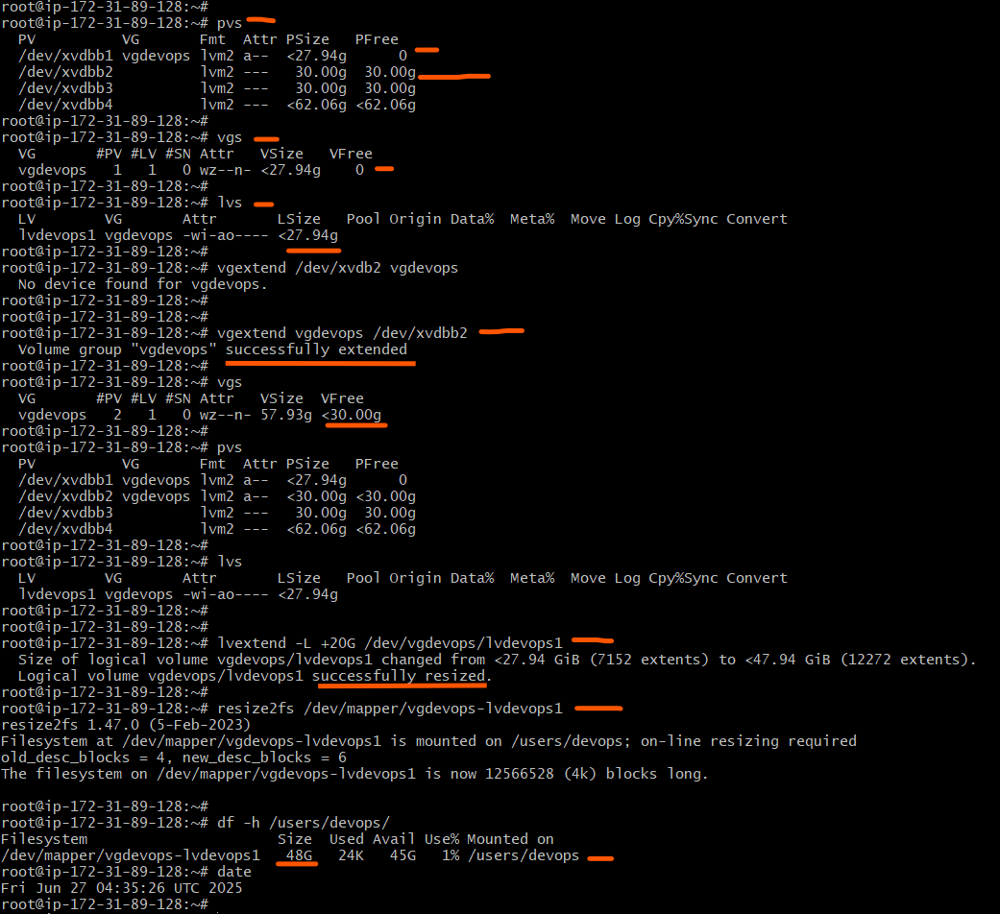 root@ip-172-31-89-128:~#
root@ip-172-31-89-128:~# pvs
  PV         VG       Fmt  Attr PSize   PFree
  /dev/xvdbb1 vgdevops lvm2 a--  <27.94g      0
  /dev/xvdbb2          lvm2 ---   30.00g  30.00g
  /dev/xvdbb3          lvm2 ---   30.00g  30.00g
  /dev/xvdbb4          lvm2 ---  <62.06g <62.06g
root@ip-172-31-89-128:~#
root@ip-172-31-89-128:~# vgs
  VG       #PV #LV #SN Attr   VSize   VFree
  vgdevops   1   1   0 wz--n- <27.94g    0
root@ip-172-31-89-128:~#
root@ip-172-31-89-128:~# lvs
  LV        VG       Attr       LSize   Pool Origin Data%  Meta%  Move Log Cpy%Sync Convert
  lvdevops1 vgdevops -wi-ao---- <27.94g
root@ip-172-31-89-128:~#
root@ip-172-31-89-128:~# vgextend /dev/xvdb2 vgdevops
  No device found for vgdevops.
root@ip-172-31-89-128:~#
root@ip-172-31-89-128:~#
root@ip-172-31-89-128:~# vgextend vgdevops /dev/xvdbb2
  Volume group "vgdevops" successfully extended
root@ip-172-31-89-128:~#
root@ip-172-31-89-128:~# vgs
  VG       #PV #LV #SN Attr   VSize  VFree
  vgdevops   2   1   0 wz--n- 57.93g <30.00g
root@ip-172-31-89-128:~#
root@ip-172-31-89-128:~# pvs
  PV         VG       Fmt  Attr PSize   PFree
  /dev/xvdbb1 vgdevops lvm2 a--  <27.94g      0
  /dev/xvdbb2 vgdevops lvm2 a--  <30.00g <30.00g
  /dev/xvdbb3          lvm2 ---   30.00g  30.00g
  /dev/xvdbb4          lvm2 ---  <62.06g <62.06g
root@ip-172-31-89-128:~#
root@ip-172-31-89-128:~# lvs
  LV        VG       Attr       LSize   Pool Origin Data%  Meta%  Move Log Cpy%Sync Convert
  lvdevops1 vgdevops -wi-ao---- <27.94g
root@ip-172-31-89-128:~#
root@ip-172-31-89-128:~#
root@ip-172-31-89-128:~# lvextend -L +20G /dev/vgdevops/lvdevops1
  Size of logical volume vgdevops/lvdevops1 changed from <27.94 GiB (7152 extents) to <47.94 GiB (12272 extents).
  Logical volume vgdevops/lvdevops1 successfully resized.
root@ip-172-31-89-128:~#
root@ip-172-31-89-128:~# resize2fs /dev/mapper/vgdevops-lvdevops1
resize2fs 1.47.0 (5-Feb-2023)
Filesystem at /dev/mapper/vgdevops-lvdevops1 is mounted on /users/devops; on-line resizing required
old_desc_blocks = 4, new_desc_blocks = 6
The filesystem on /dev/mapper/vgdevops-lvdevops1 is now 12566528 (4k) blocks long.

root@ip-172-31-89-128:~#
root@ip-172-31-89-128:~# df -h /users/devops/
Filesystem                      Size  Used Avail Use% Mounted on
/dev/mapper/vgdevops-lvdevops1   48G   24K   45G   1% /users/devops
root@ip-172-31-89-128:~# date
Fri Jun 27 04:35:26 UTC 2025
root@ip-172-31-89-128:~#